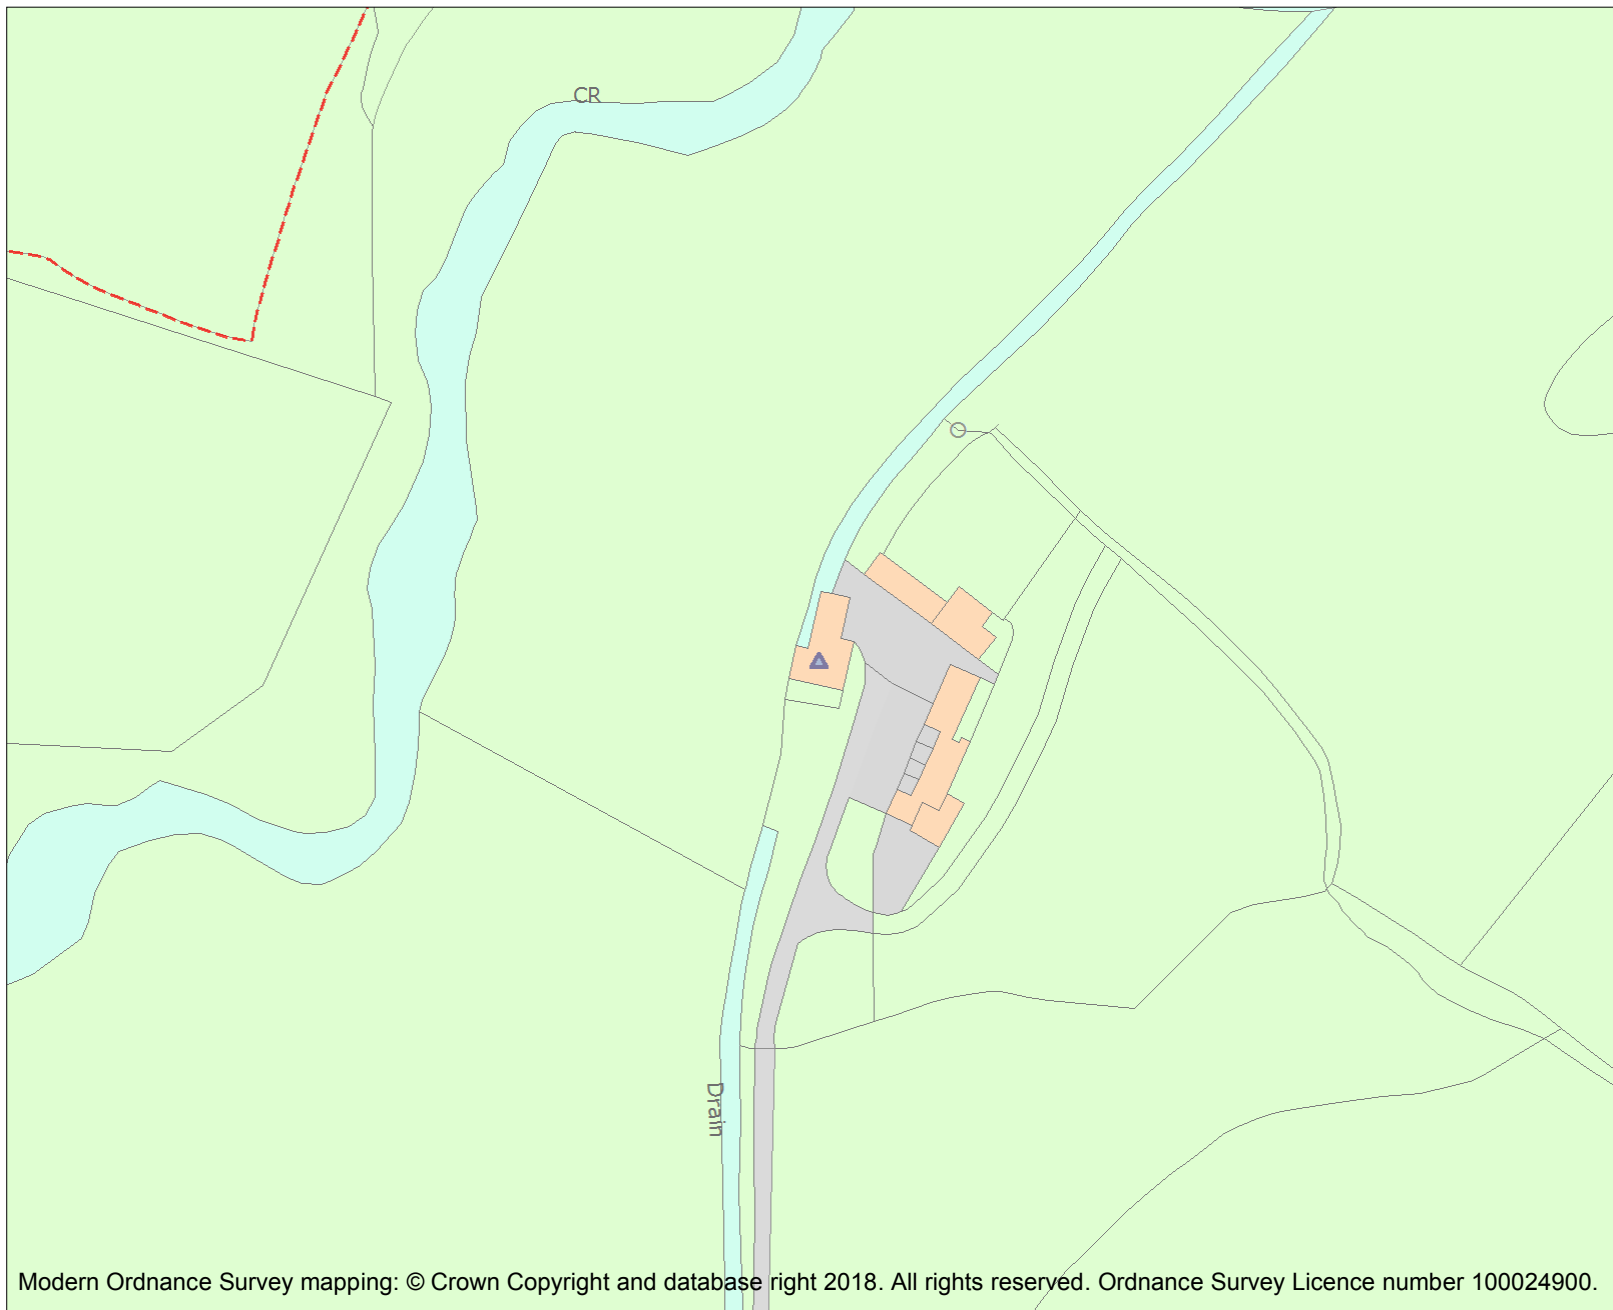 CR
Drain
Modern Ordnance Survey mapping: © Crown Copyright and database right 2018. All rights reserved. Ordnance Survey Licence number 100024900.